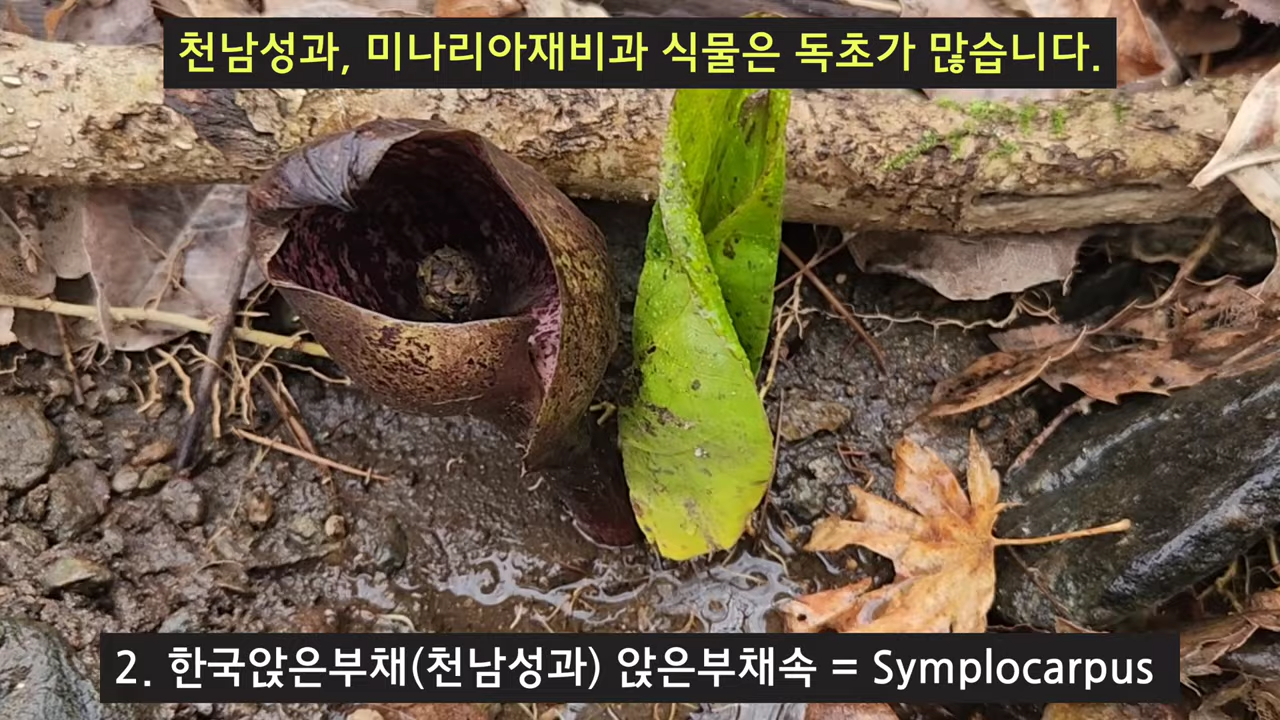 천남성과, 미나리아재비과 식물은 독초가 많습니다.
2. 한국앉은부채(천남성과) 앉은부채속 = Symplocarpus